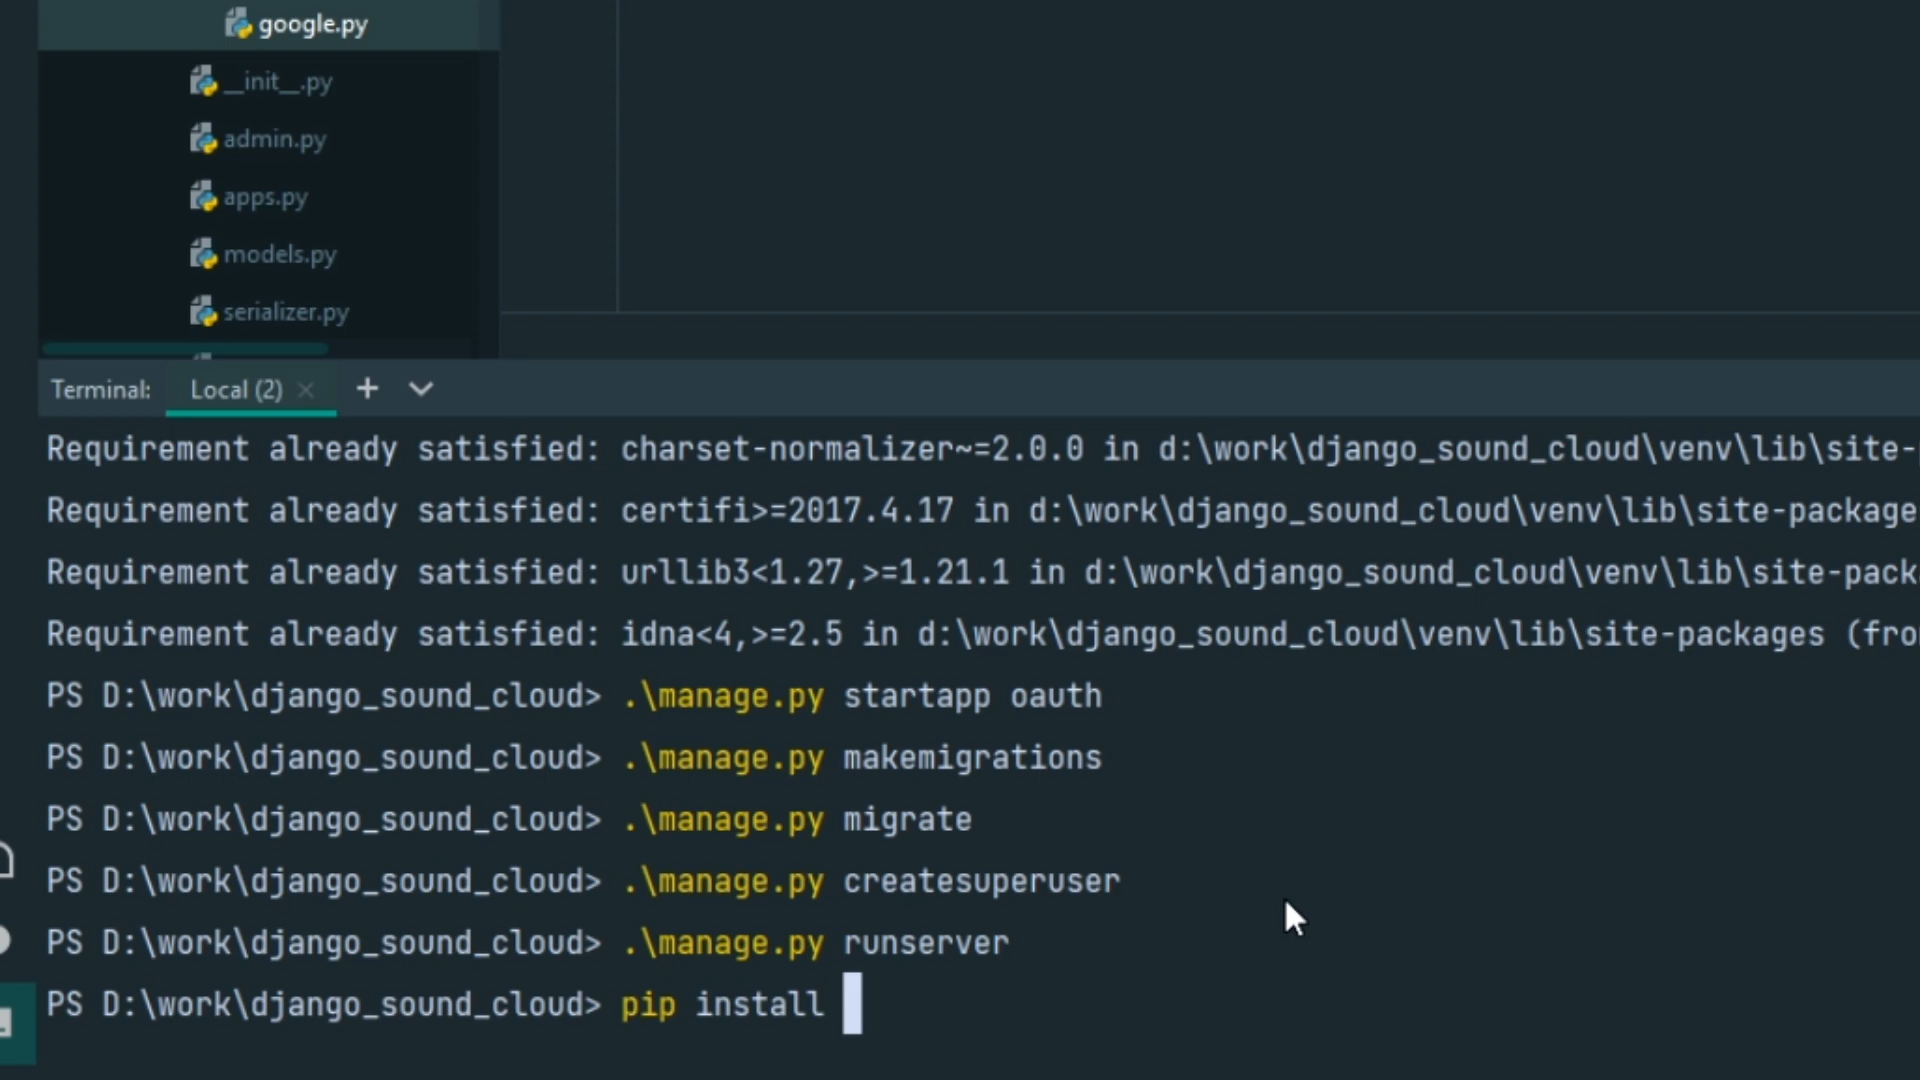 google.py
__init__.py
admin.py
apps.py
models.py
serializer.py
Terminal: Local (2)
Requirement already satisfied: charset-normalizer~=2.0.0 in d:\work\django_sound_cloud\venv\lib\site-
Requirement already satisfied: certifi>=2017.4.17 in d:\work\django_sound_cloud\venv\lib\site-package
Requirement already satisfied: urllib3<1.27,>=1.21.1 in d:\work\django_sound_cloud\venv\lib\site-pack
Requirement already satisfied: idna<4,>=2.5 in d:\work\django_sound_cloud\venv\lib\site-packages (fro
PS D:\work\django_sound_cloud> .\manage.py startapp oauth
PS D:\work\django_sound_cloud> .\manage.py makemigrations
PS D:\work\django_sound_cloud> .\manage.py migrate
PS D:\work\django_sound_cloud> .\manage.py createsuperuser
PS D:\work\django_sound_cloud> .\manage.py runserver
PS D:\work\django_sound_cloud> pip install